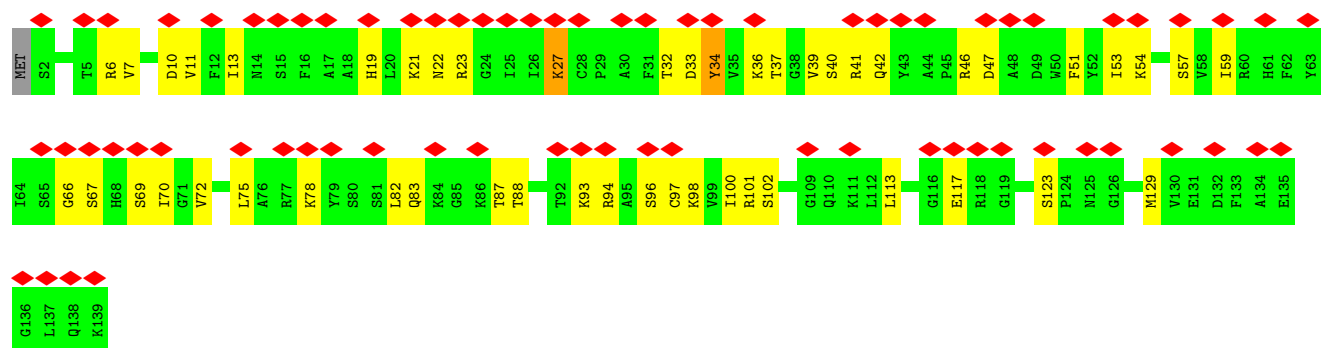 MET S2 T5 R6 V7 D10 V11 F12 I13 N14 S15 F16 A17 A18 H19 L20 K21 N22 R23 G24 I25 I26 K27 C28 P29 A30 F31 T32 D33 Y34 V35 K36 T37 G38 V39 S40 R41 Q42 Y43 A44 P45 R46 D47 A48 D49 W50 F51 Y52 I53 K54 S57 V58 I59 R60 H61 F62 Y63
I64 S65 G66 S67 H68 S69 I70 G71 V72 L75 A76 R77 K78 Y79 S80 S81 L82 Q83 K84 G85 K86 T87 T88 T92 K93 R94 A95 S96 C97 K98 V99 I100 R101 S102 G109 Q110 K111 L112 L113 G116 E117 R118 G119 S123 P124 N125 G126 M129 V130 E131 D132 F133 A134 E135
G136 L137 Q138 K139